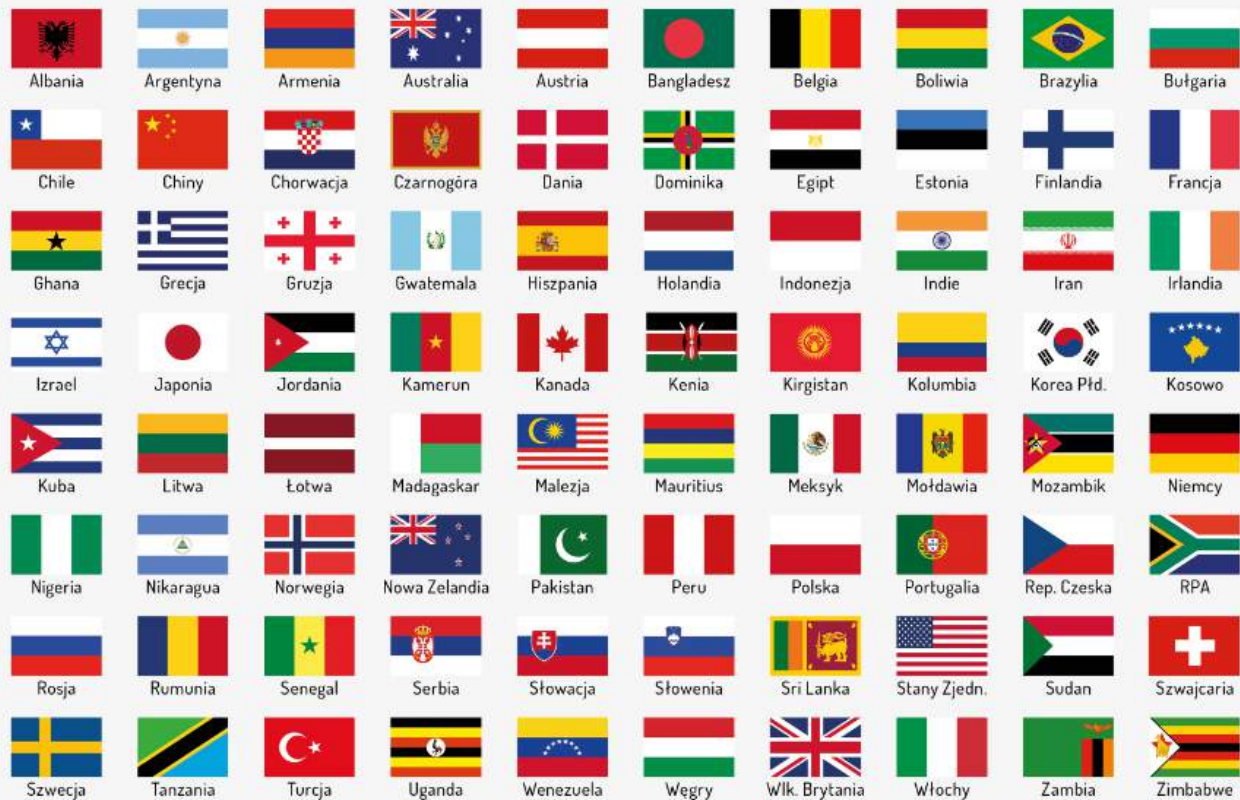 Albania Argentyna Armenia Australia Austria Bangladesz Belgia Boliwia Brazylia Bułgaria
Chile Chiny Chorwacja Czarnogóra Dania Dominika Egipt Estonia Finlandia Francja
Ghana Grecja Gruzja Gwatemala Hiszpania Holandia Indonezja Indie Iran Irlandia
Izrael Japonia Jordania Kamerun Kanada Kenia Kirgistan Kolumbia Korea Płd. Kosowo
Kuba Litwa Łotwa Madagaskar Malezja Mauritius Meksyk Mołdawia Mozambik Niemcy
Nigeria Nikaragua Norwegia Nowa Zelandia Pakistan Peru Polska Portugalia Rep. Czeska RPA
Rosja Rumunia Senegal Serbia Słowacja Słowenia Sri Lanka Stany Zjedn. Sudan Szwajcaria
Szwecja Tanzania Turcja Uganda Wenezuela Węgry Wlk. Brytania Włochy Zambia Zimbabwe